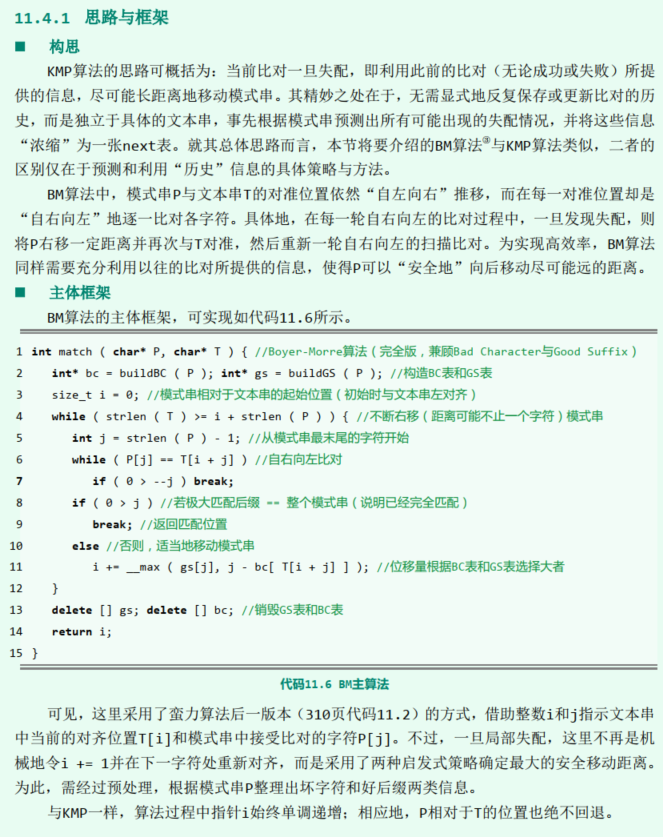 11.4.1 思路与框架
■ 构思
KMP算法的思路可概括为：当前比对一旦失配，即利用此前的比对（无论成功或失败）所提
供的信息，尽可能长距离地移动模式串。其精妙之处在于，无需显式地反复保存或更新比对的历
史，而是独立于具体的文本串，事先根据模式串预测出所有可能出现的失配情况，并将这些信息
“浓缩”为一张next表。就其总体思路而言，本节将要介绍的BM算法③与KMP算法类似，二者的
区别仅在于预测和利用“历史”信息的具体策略与方法。
BM算法中，模式串P与文本串T的对准位置依然“自左向右”推移，而在每一对准位置却是
“自右向左”地逐一比对各字符。具体地，在每一轮自右向左的比对过程中，一旦发现失配，则
将P右移一定距离并再次与T对准，然后重新一轮自右向左的扫描比对。为实现高效率，BM算法
同样需要充分利用以往的比对所提供的信息，使得P可以“安全地”向后移动尽可能远的距离。
■ 主体框架
BM算法的主体框架，可实现如代码11.6所示。
1 int match ( char* P, char* T ) { //Boyer-Morre算法（完全版，兼顾Bad Character与Good Suffix）
2 int* bc = buildBC ( P ); int* gs = buildGS ( P ); //构造BC表和GS表
3 size_t i = 0; //模式串相对于文本串的起始位置（初始时与文本串左对齐）
4 while ( strlen ( T ) >= i + strlen ( P ) ) { //不断右移（距离可能不止一个字符）模式串
5 int j = strlen ( P ) - 1; //从模式串最末尾的字符开始
6 while ( P[j] == T[i + j] ) //自右向左比对
7 if ( 0 > --j ) break;
8 if ( 0 > j ) //若极大匹配后缀 == 整个模式串（说明已经完全匹配）
9 break; //返回匹配位置
10 else //否则，适当地移动模式串
11 i += __max ( gs[j], j - bc[ T[i + j] ] ); //位移量根据BC表和GS表选择大者
12 }
13 delete [] gs; delete [] bc; //销毁GS表和BC表
14 return i;
15 }
代码11.6 BM主算法
可见，这里采用了蛮力算法后一版本（310页代码11.2）的方式，借助整数i和j指示文本串
中当前的对齐位置T[i]和模式串中接受比对的字符P[j]。不过，一旦局部失配，这里不再是机
械地令i += 1并在下一字符处重新对齐，而是采用了两种启发式策略确定最大的安全移动距离。
为此，需经过预处理，根据模式串P整理出坏字符和好后缀两类信息。
与KMP一样，算法过程中指针i始终单调递增；相应地，P相对于T的位置也绝不回退。